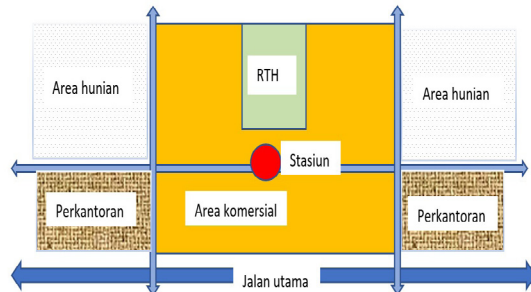 RTH
Area hunian
Area hunian
Stasiun
Perkantoran
Area komersial
Perkantoran
Jalan utama